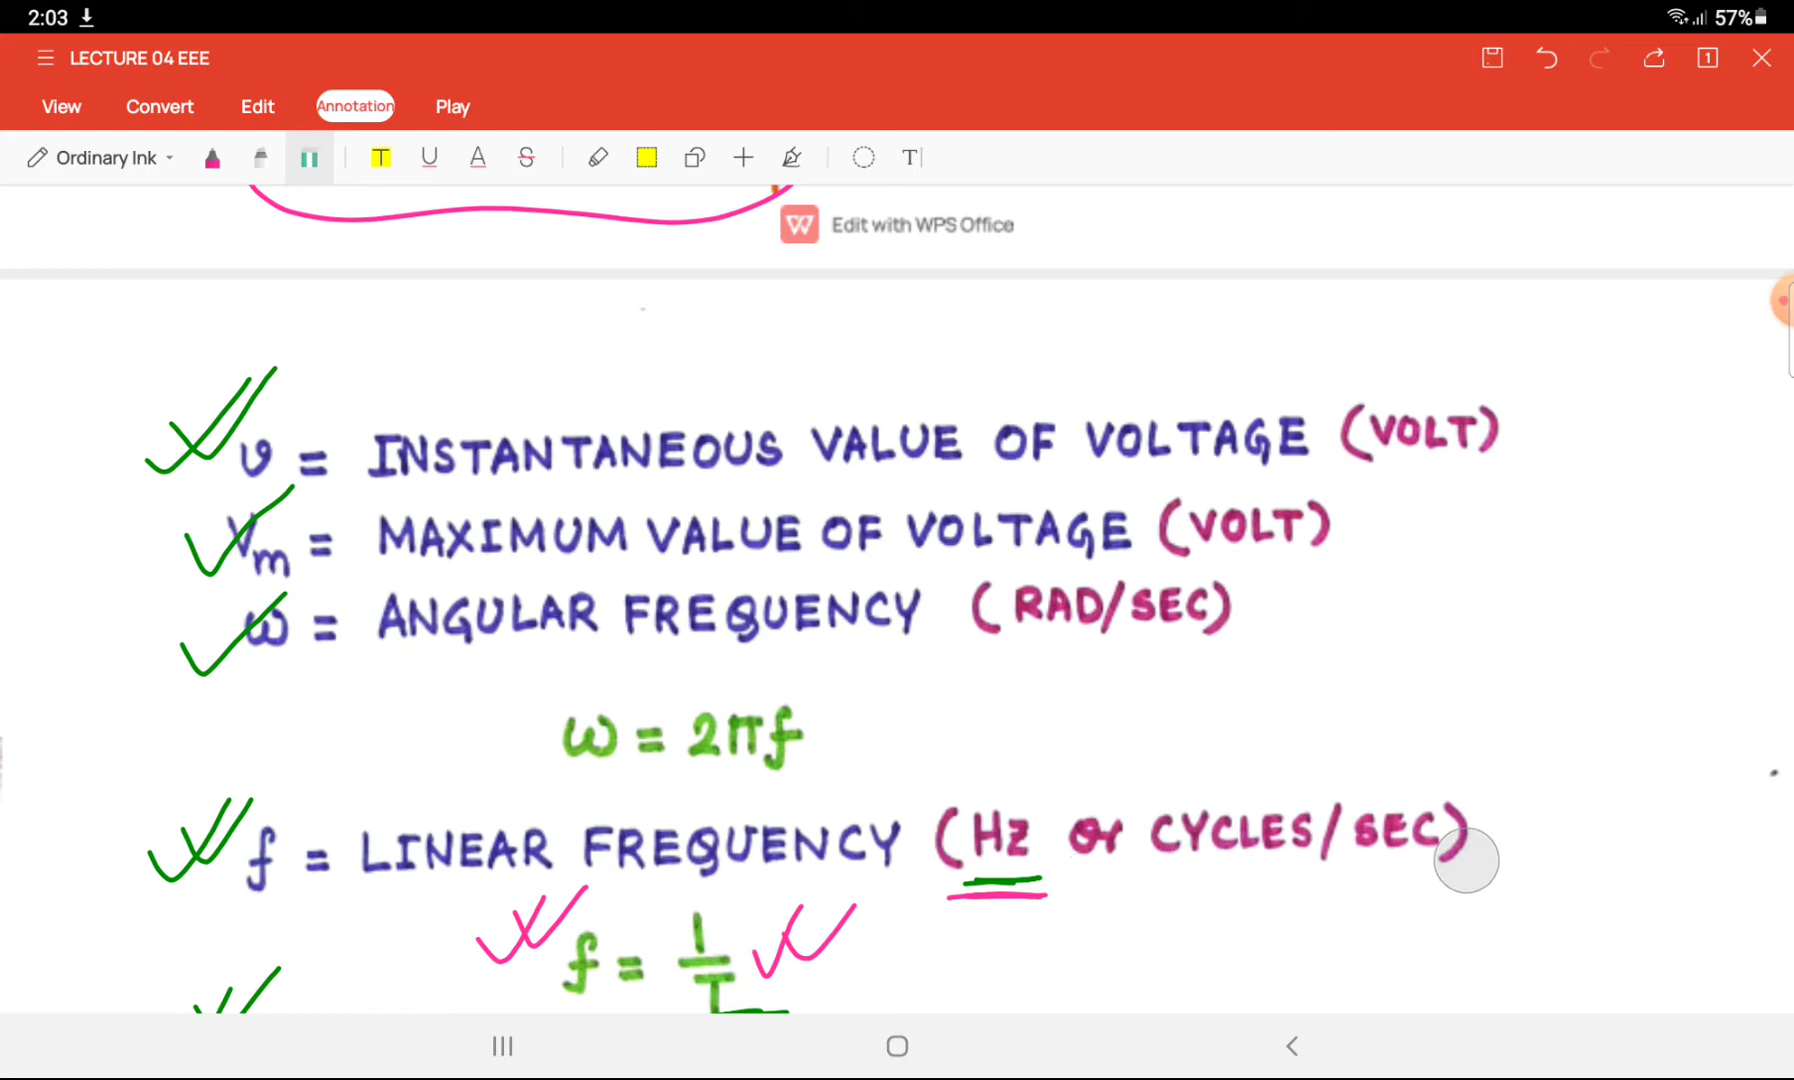 2:03 57%
LECTURE 04 EEE 1
View Convert Edit Annotation Play
Ordinary Ink T U A S T
Edit with WPS Office
v = INSTANTANEOUS VALUE OF VOLTAGE (VOLT)
Vm = MAXIMUM VALUE OF VOLTAGE (VOLT)
ω = ANGULAR FREQUENCY (RAD/SEC)
ω = 2πf
f = LINEAR FREQUENCY (HZ or CYCLES/SEC)
f = 1/T